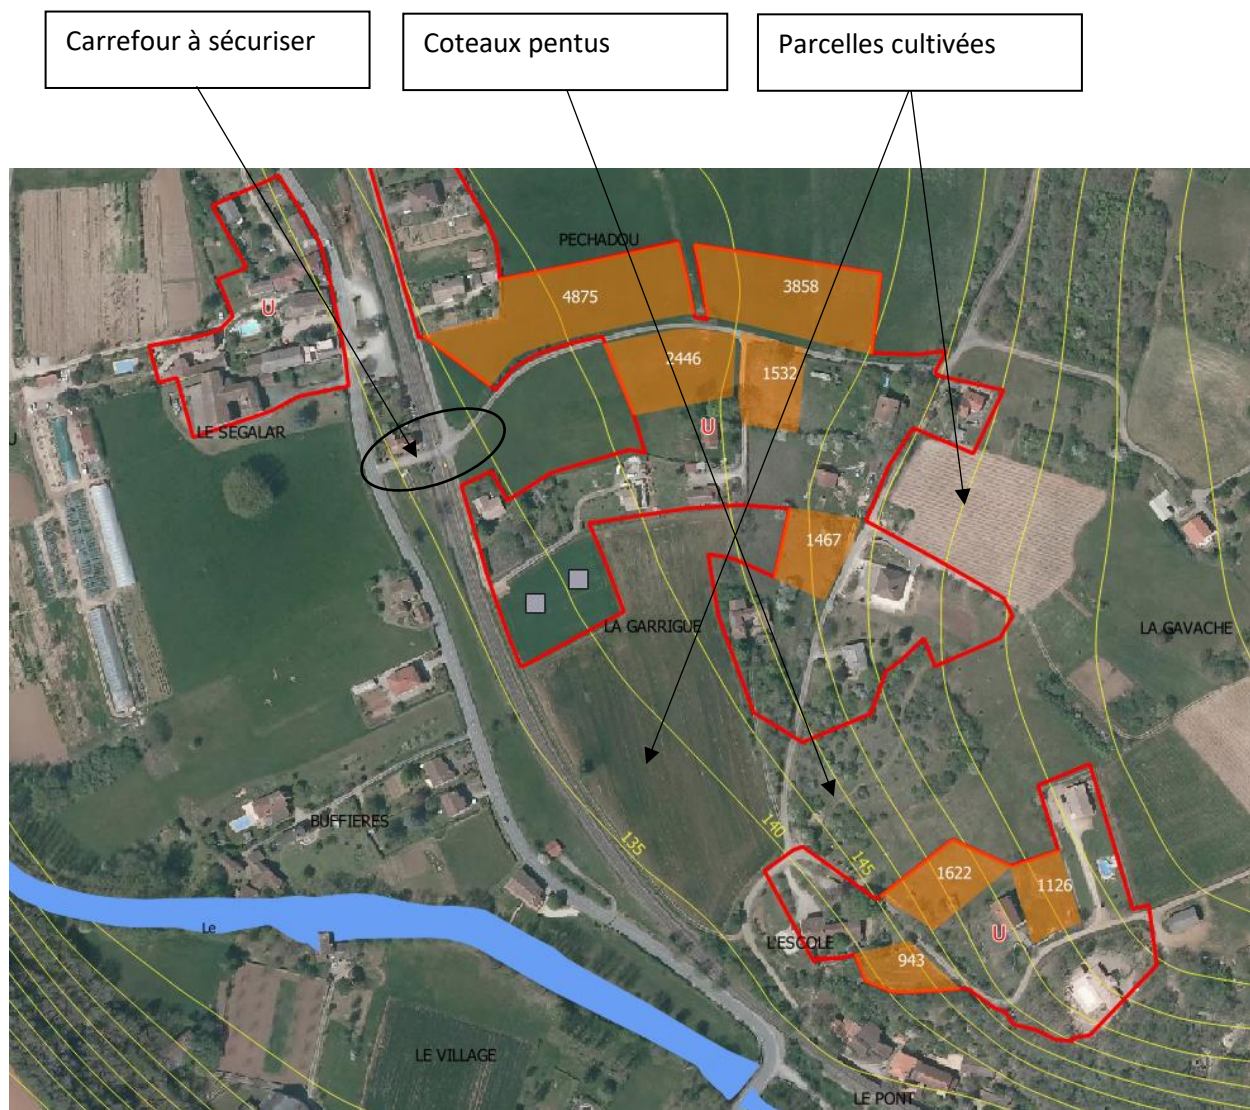 Carrefour à sécuriser
Coteaux pentus
Parcelles cultivées
PECHADOU
4875
3858
U
2446
1532
U
LE SEGALAR
1467
LA GARRIGUE
LA GAVACHE
BUFFIERES
135
140
145
1622
1126
Le
L'ESCOLE
U
943
LE VILLAGE
LE PONT